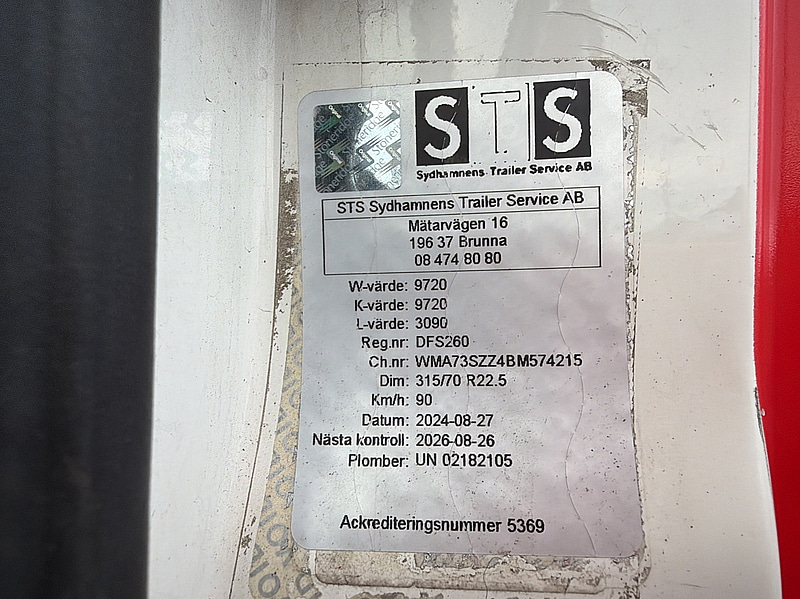 STS
Sydhamnens Trailer Service AB
STS Sydhamnens Trailer Service AB
Mätarvägen 16
196 37 Brunna
08 474 80 80
W-värde: 9720
K-värde: 9720
L-värde: 3090
Reg.nr: DFS260
Ch.nr: WMA73SZZ4BM574215
Dim: 315/70 R22.5
Km/h: 90
Datum: 2024-08-27
Nästa kontroll: 2026-08-26
Plomber: UN 02182105
Ackrediteringsnummer 5369